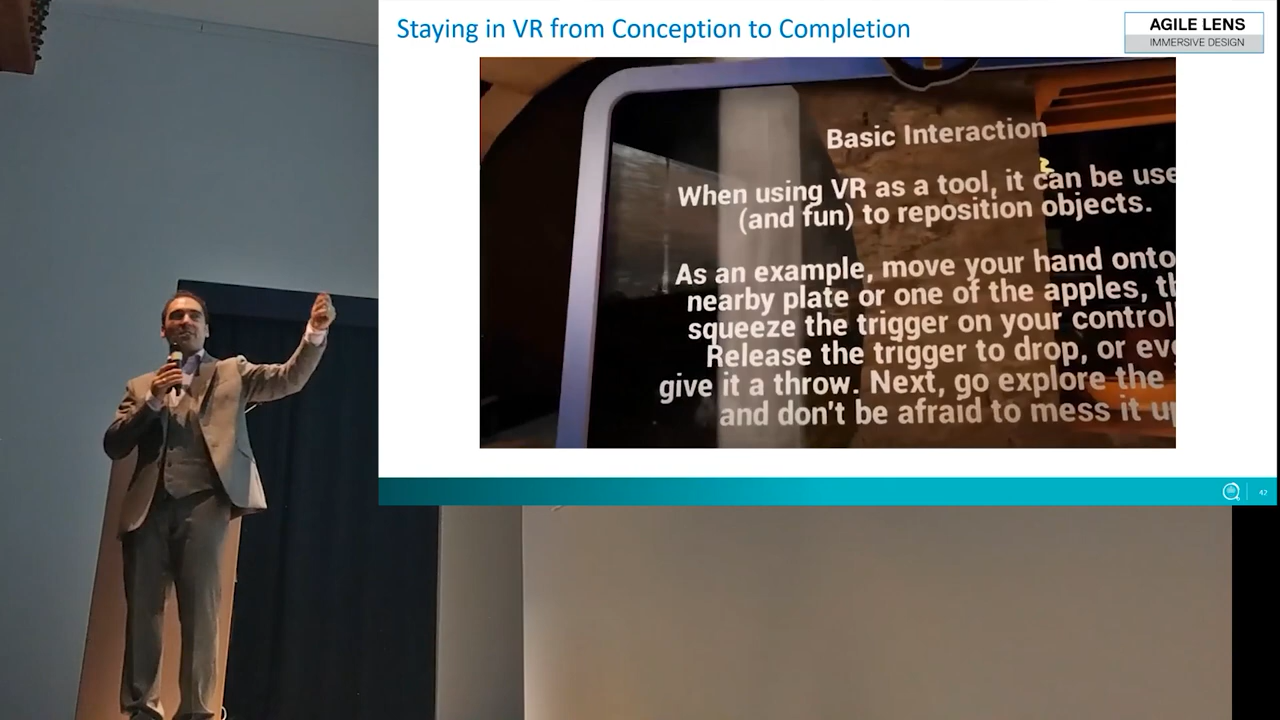 Staying in VR from Conception to Completion
AGILE LENS
IMMERSIVE DESIGN
Basic Interaction
When using VR as a tool, it can be use
(and fun) to reposition objects.
As an example, move your hand onto
nearby plate or one of the apples, th
squeeze the trigger on your control
Release the trigger to drop, or eve
give it a throw. Next, go explore the
and don't be afraid to mess it up
42